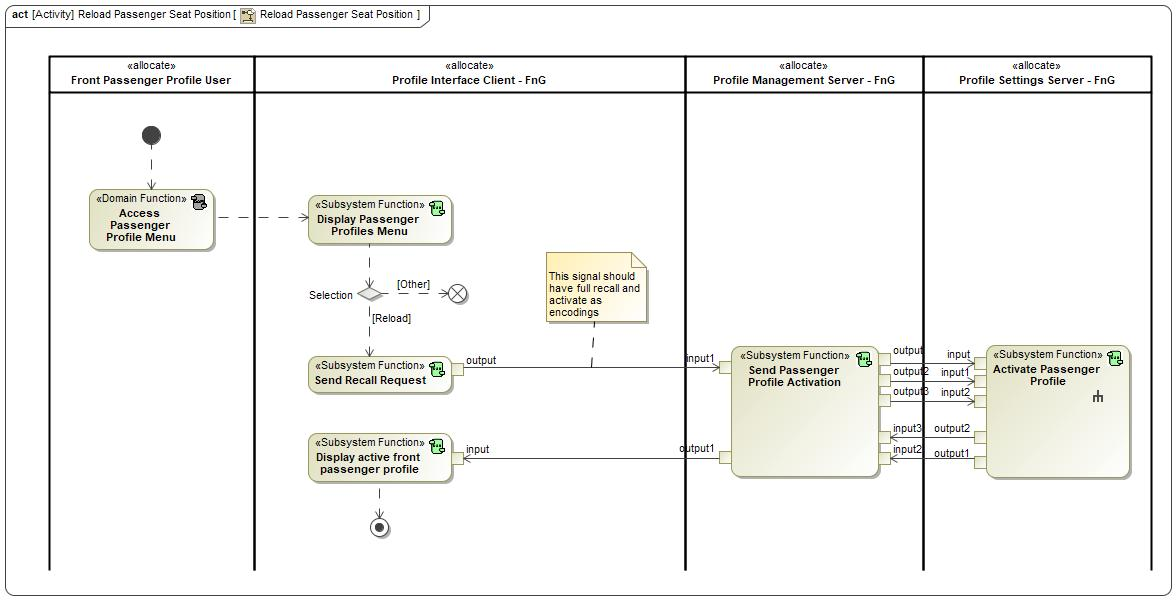 act [Activity] Reload Passenger Seat Position [ Reload Passenger Seat Position ]
«allocate»
Front Passenger Profile User
«allocate»
Profile Interface Client - FnG
«allocate»
Profile Management Server - FnG
«allocate»
Profile Settings Server - FnG
«Domain Function»
Access
Passenger
Profile Menu
«Subsystem Function»
Display Passenger
Profiles Menu
Selection
[Other]
[Reload]
This signal should
have full recall and
activate as
encodings
«Subsystem Function»
Send Recall Request
output
input1
«Subsystem Function»
Send Passenger
Profile Activation
output
output2
output3
input3
input2
output1
input
input1
input2
output2
output1
«Subsystem Function»
Activate Passenger
Profile
«Subsystem Function»
Display active front
passenger profile
input